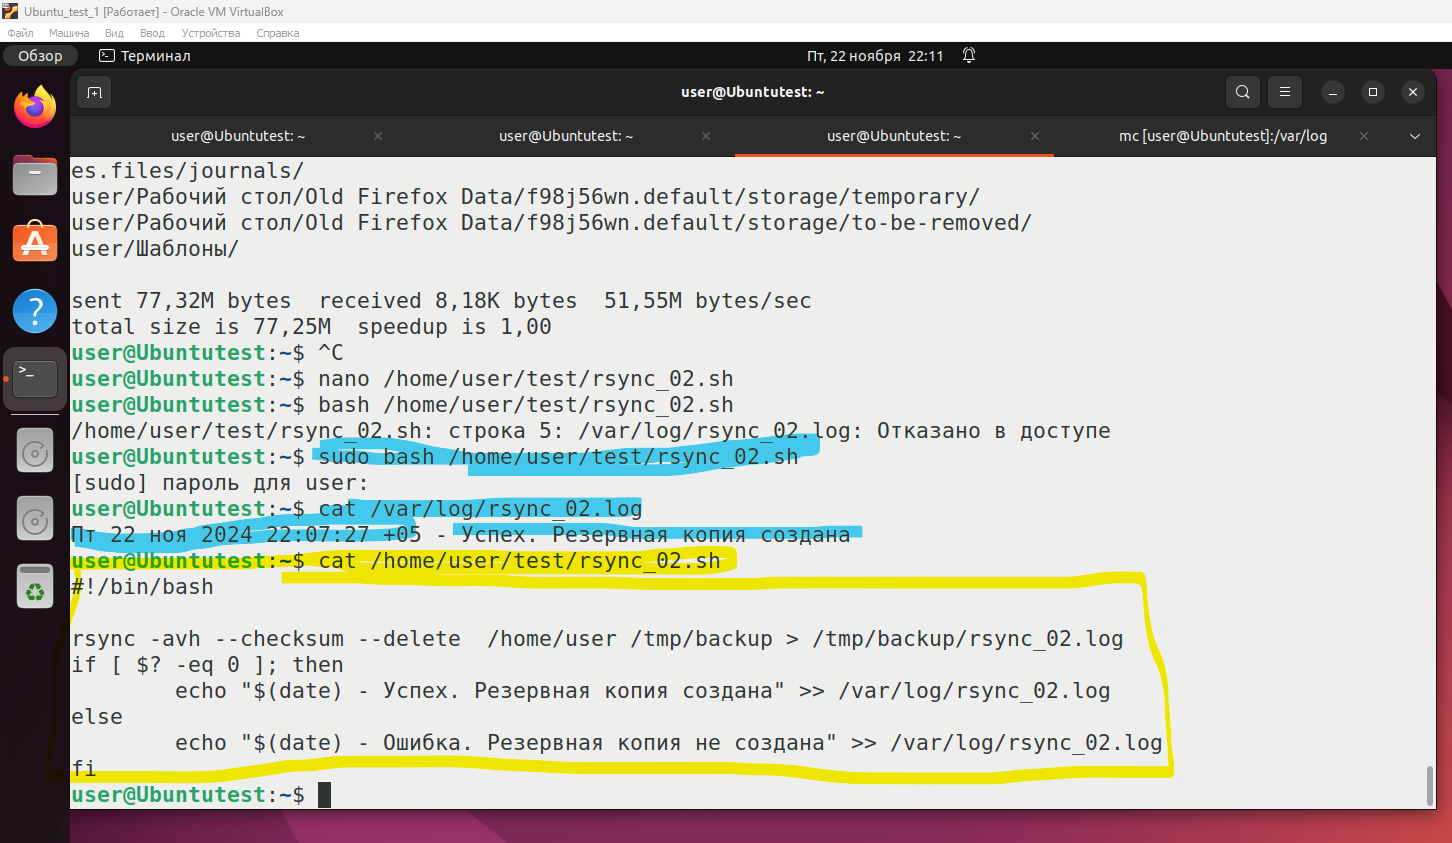 Ubuntu_test_1 [Работает] - Oracle VM VirtualBox
Файл Машина Вид Ввод Устройства Справка
Обзор Терминал Пт, 22 ноября 22:11
user@Ubuntutest: ~
user@Ubuntutest: ~ user@Ubuntutest: ~ user@Ubuntutest: ~ mc [user@Ubuntutest]:/var/log
es.files/journals/
user/Рабочий стол/Old Firefox Data/f98j56wn.default/storage/temporary/
user/Рабочий стол/Old Firefox Data/f98j56wn.default/storage/to-be-removed/
user/Шаблоны/
sent 77,32M bytes  received 8,18K bytes  51,55M bytes/sec
total size is 77,25M  speedup is 1,00
user@Ubuntutest:~$ ^C
user@Ubuntutest:~$ nano /home/user/test/rsync_02.sh
user@Ubuntutest:~$ bash /home/user/test/rsync_02.sh
/home/user/test/rsync_02.sh: строка 5: /var/log/rsync_02.log: Отказано в доступе
user@Ubuntutest:~$ sudo bash /home/user/test/rsync_02.sh
[sudo] пароль для user:
user@Ubuntutest:~$ cat /var/log/rsync_02.log
Пт 22 ноя 2024 22:07:27 +05 - Успех. Резервная копия создана
user@Ubuntutest:~$ cat /home/user/test/rsync_02.sh
#!/bin/bash
rsync -avh --checksum --delete  /home/user /tmp/backup > /tmp/backup/rsync_02.log
if [ $? -eq 0 ]; then
        echo "$(date) - Успех. Резервная копия создана" >> /var/log/rsync_02.log
else
        echo "$(date) - Ошибка. Резервная копия не создана" >> /var/log/rsync_02.log
fi
user@Ubuntutest:~$